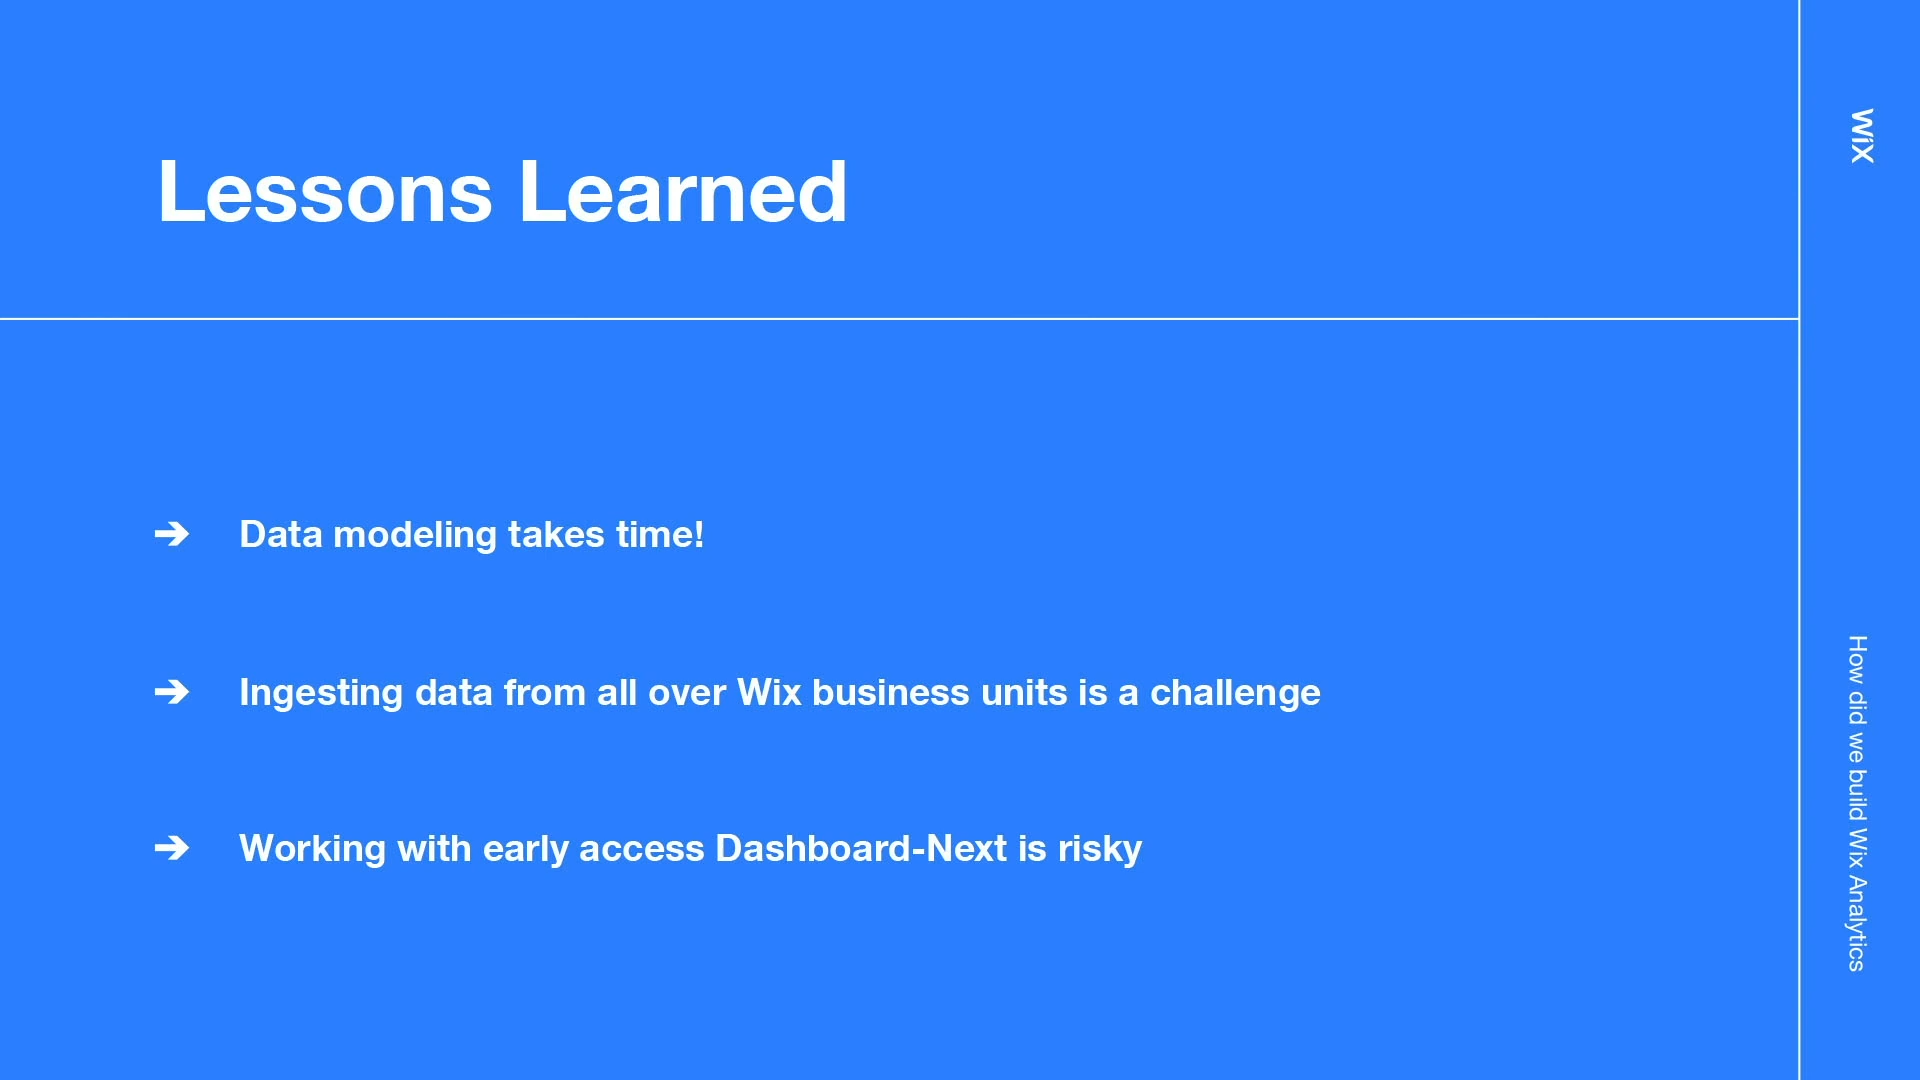 Lessons Learned
➔ Data modeling takes time!
➔ Ingesting data from all over Wix business units is a challenge
➔ Working with early access Dashboard-Next is risky
WiX
How did we build Wix Analytics